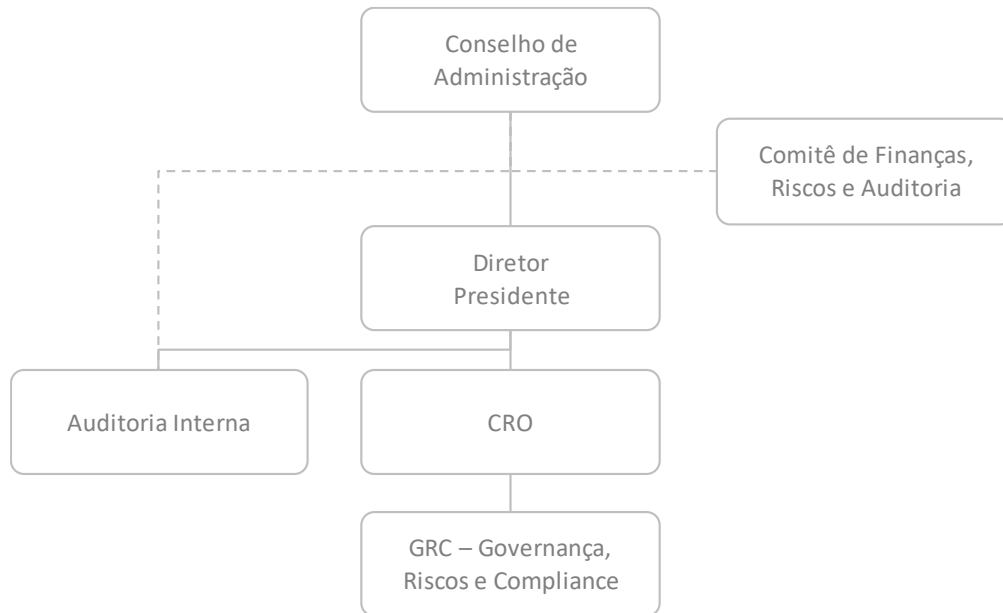 Conselho de
Administração
Comitê de Finanças,
Riscos e Auditoria
Diretor
Presidente
Auditoria Interna
CRO
GRC – Governança,
Riscos e Compliance